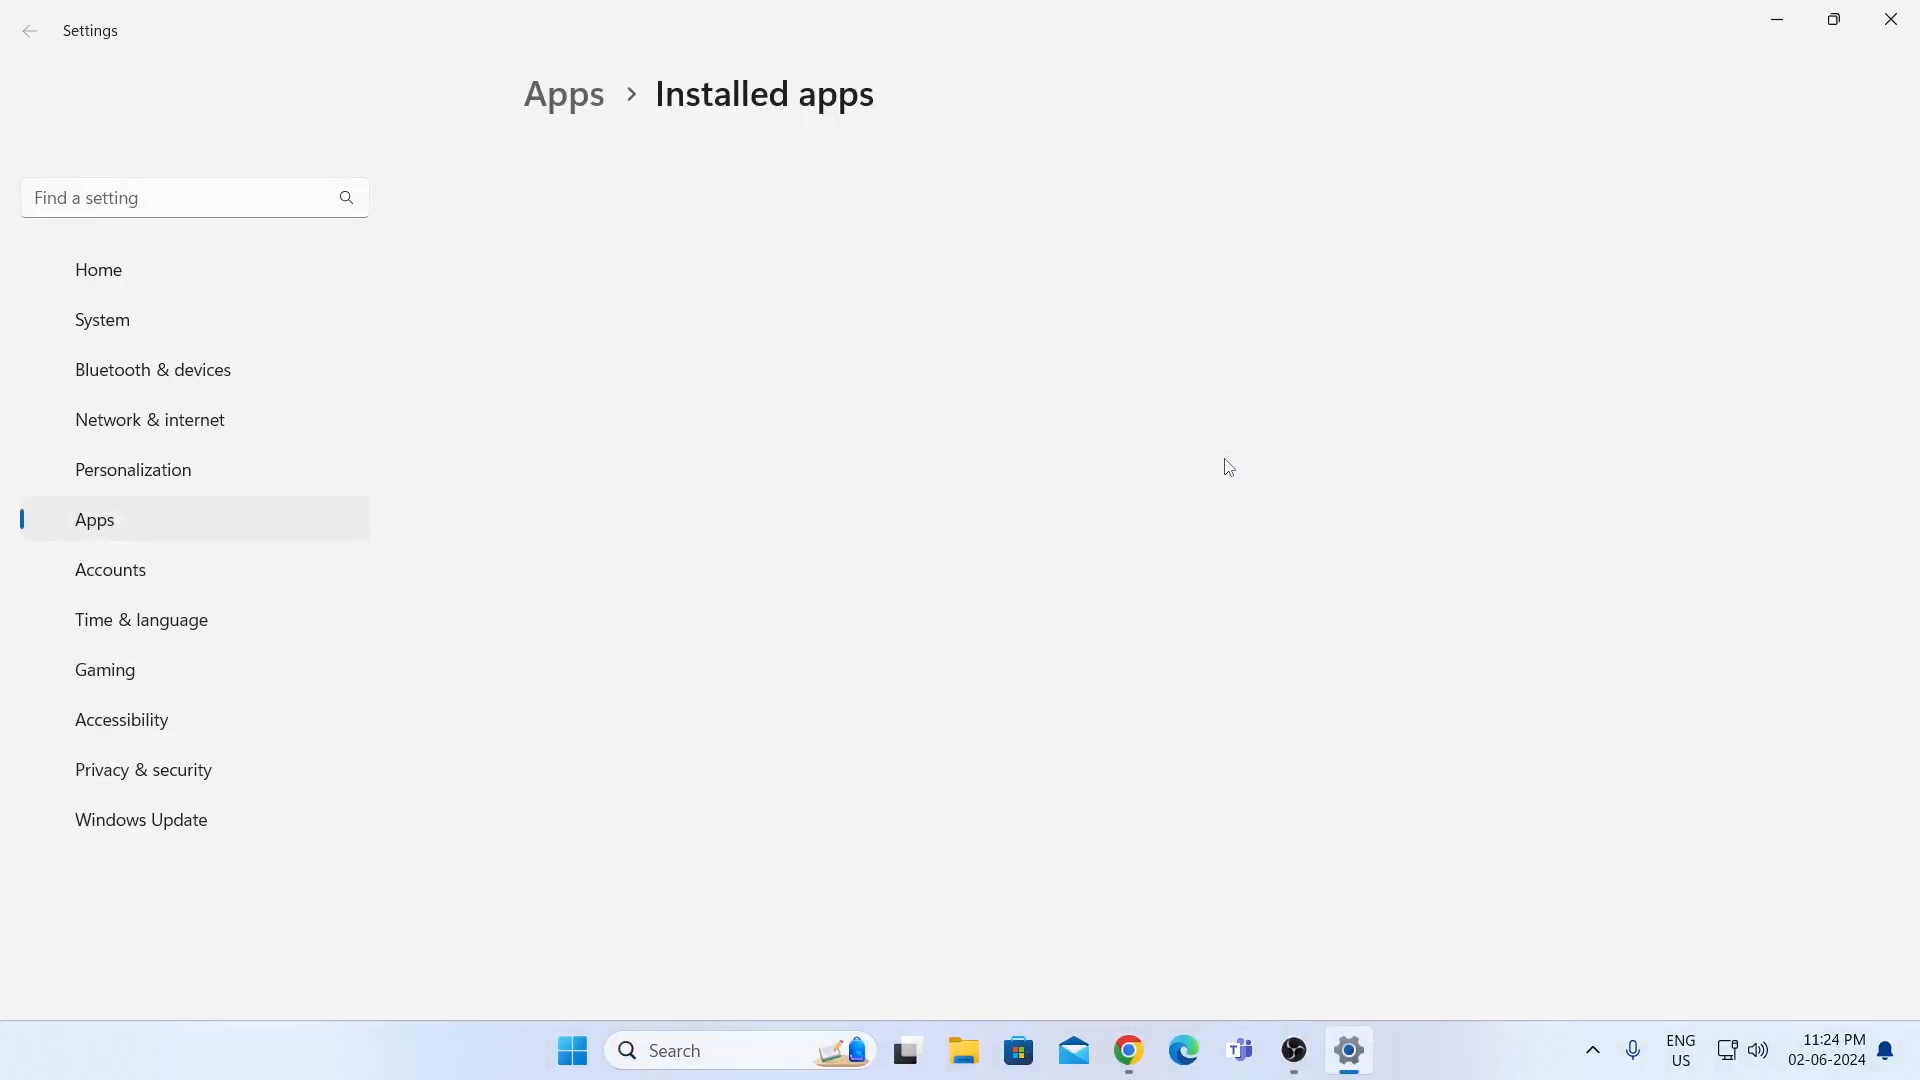 Settings
Apps > Installed apps
Find a setting
Home
System
Bluetooth & devices
Network & internet
Personalization
Apps
Accounts
Time & language
Gaming
Accessibility
Privacy & security
Windows Update
Search
ENG
US
11:24 PM
02-06-2024